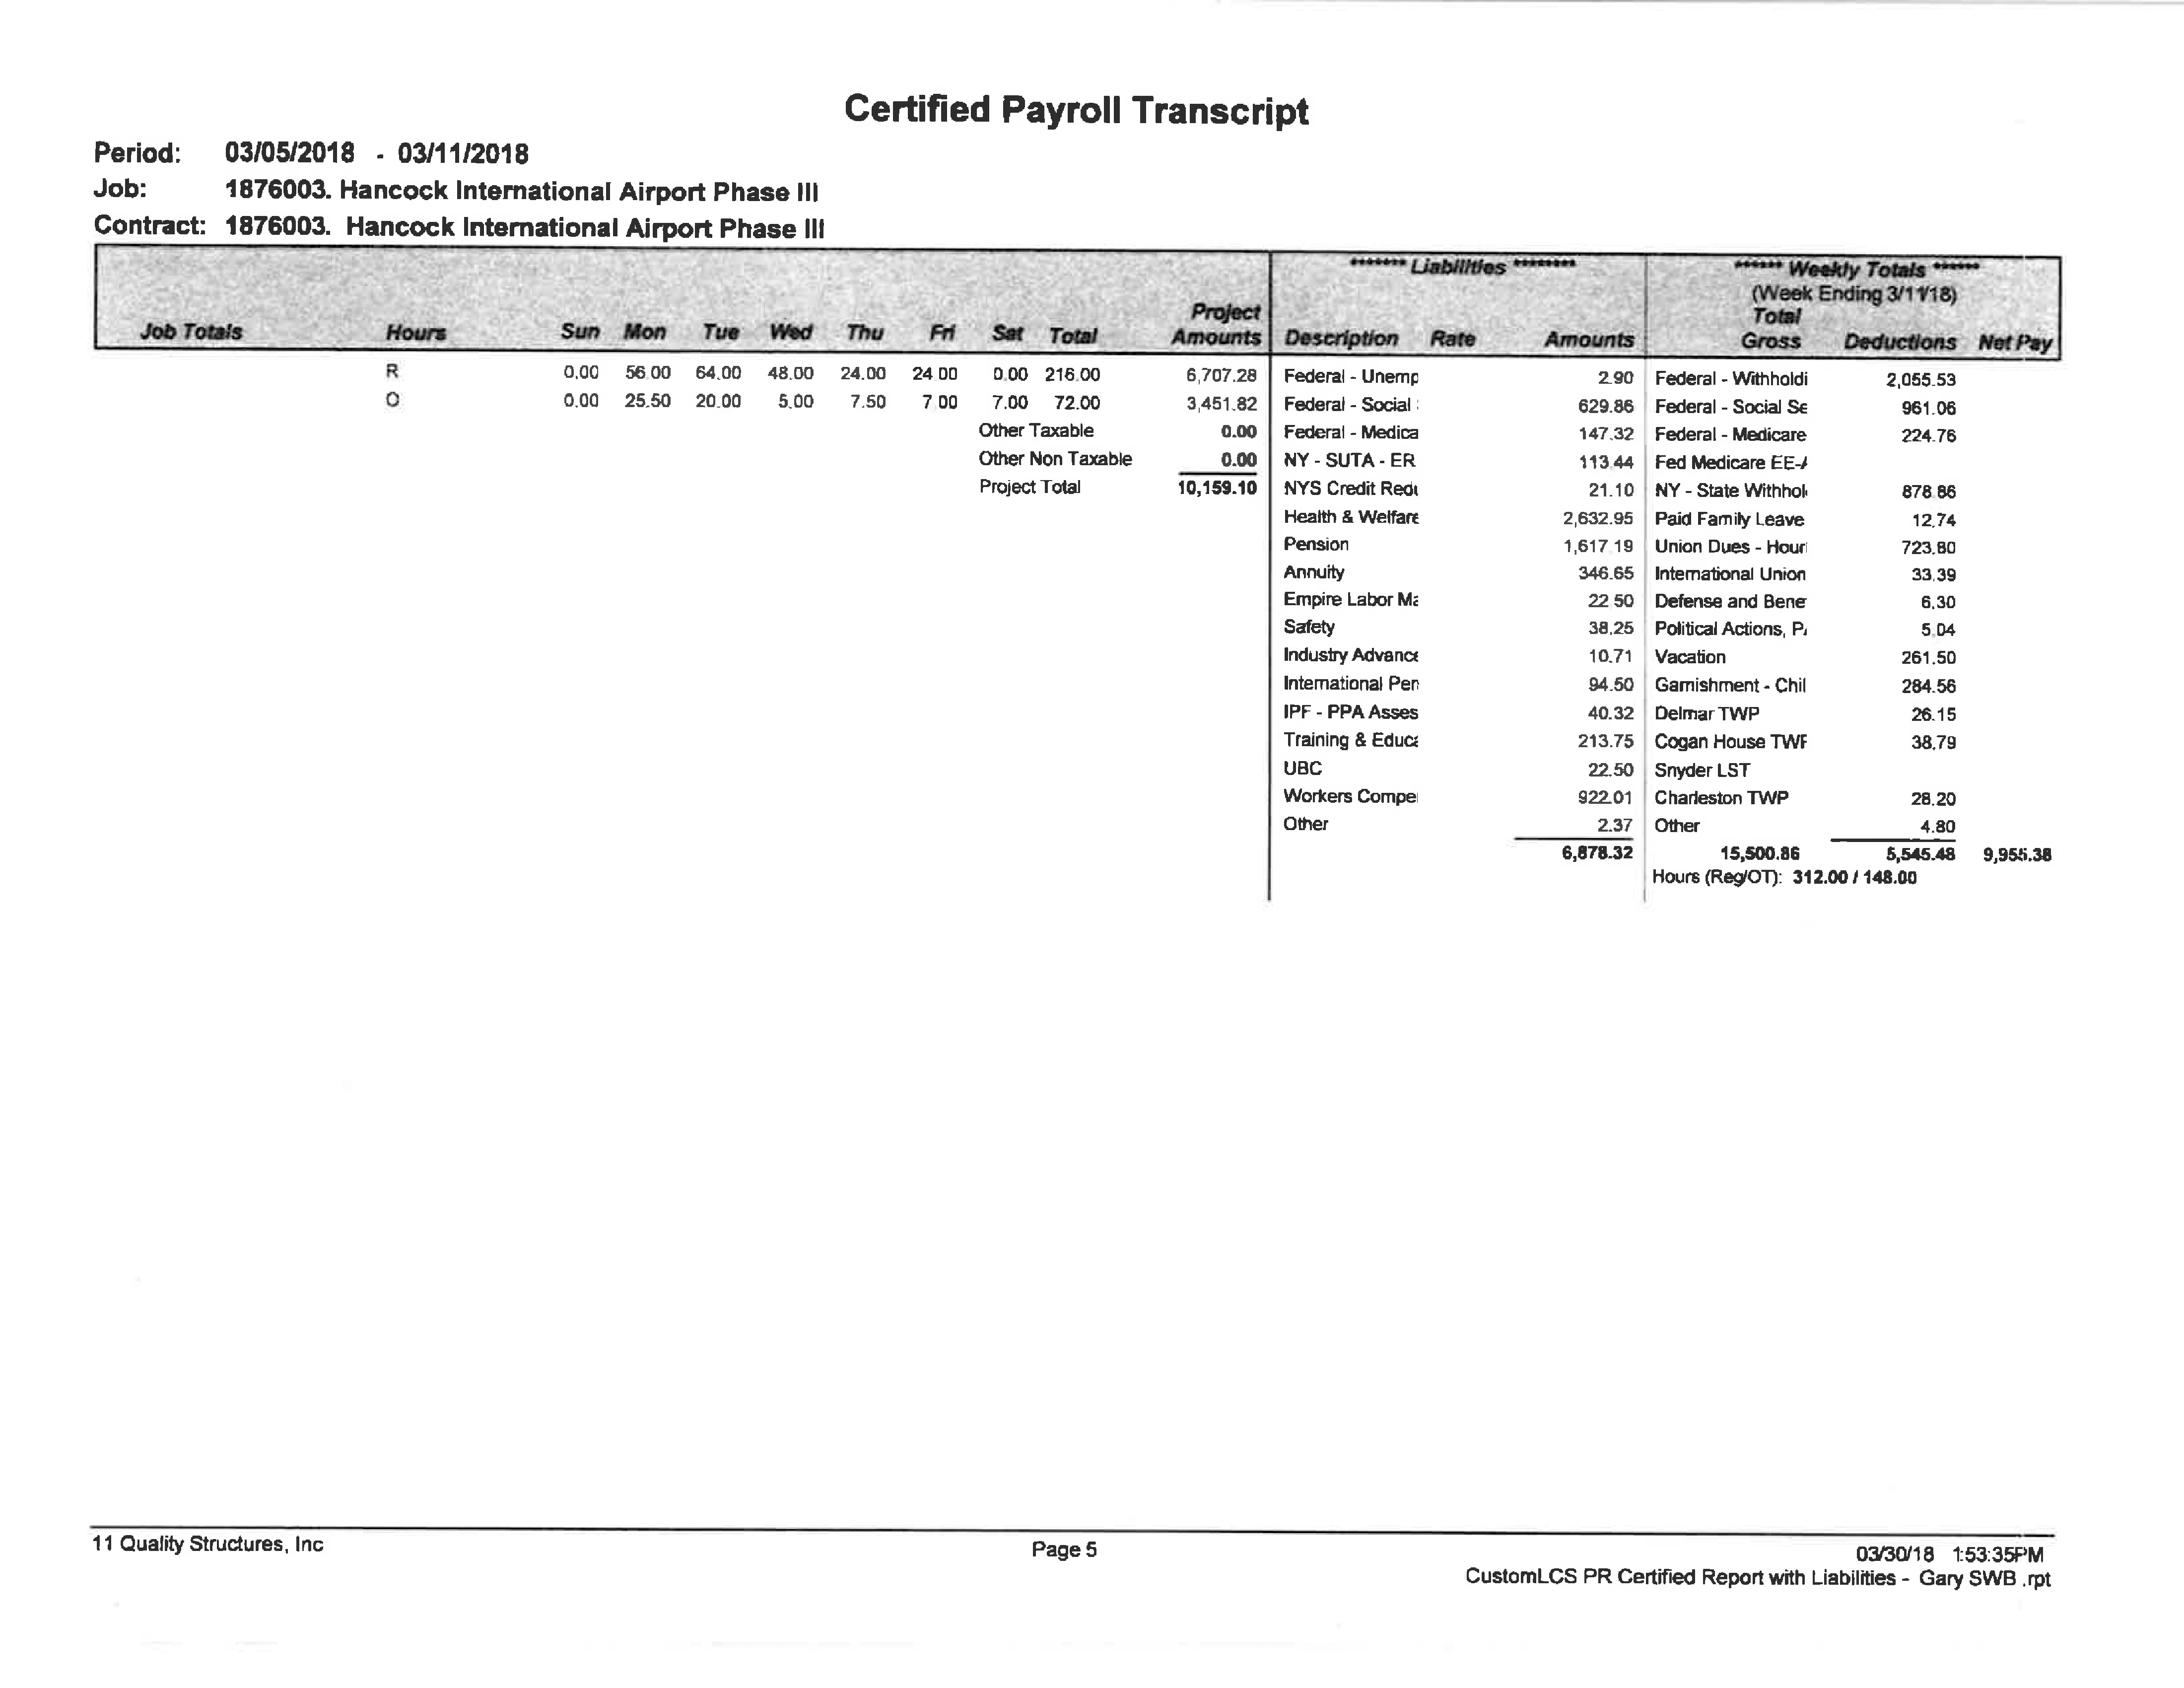 Certified Payroll Transcript
Period: 03/05/2018 - 03/11/2018
Job: 1876003. Hancock International Airport Phase III
Contract: 1876003. Hancock International Airport Phase III
******* Liabilities ******** ****** Weekly Totals ******
(Week Ending 3/11/18)
Project Total
Job Totals Hours Sun Mon Tue Wed Thu Fri Sat Total Amounts Description Rate Amounts Gross Deductions Net Pay
R 0.00 56.00 64.00 48.00 24.00 24.00 0.00 216.00 6,707.28 Federal - Unemp 2.90 Federal - Withholdi 2,055.53
O 0.00 25.50 20.00 5.00 7.50 7.00 7.00 72.00 3,451.82 Federal - Social 629.86 Federal - Social Se 961.06
Other Taxable 0.00 Federal - Medica 147.32 Federal - Medicare 224.76
Other Non Taxable 0.00 NY - SUTA - ER 113.44 Fed Medicare EE-A
Project Total 10,159.10 NYS Credit Redu 21.10 NY - State Withhol 878.86
Health & Welfare 2,632.95 Paid Family Leave 12.74
Pension 1,617.19 Union Dues - Hour 723.80
Annuity 346.65 International Union 33.39
Empire Labor Ma 22.50 Defense and Bene 6.30
Safety 38.25 Political Actions, P 5.04
Industry Advance 10.71 Vacation 261.50
International Pen 94.50 Garnishment - Chil 284.56
IPF - PPA Asses 40.32 Delmar TWP 26.15
Training & Educa 213.75 Cogan House TWP 38.79
UBC 22.50 Snyder LST
Workers Compe 922.01 Charleston TWP 28.20
Other 2.37 Other 4.80
6,878.32 15,500.86 5,545.48 9,955.38
Hours (Reg/OT): 312.00 / 148.00
11 Quality Structures, Inc Page 5 03/30/18 1:53:35PM
CustomLCS PR Certified Report with Liabilities - Gary SWB .rpt